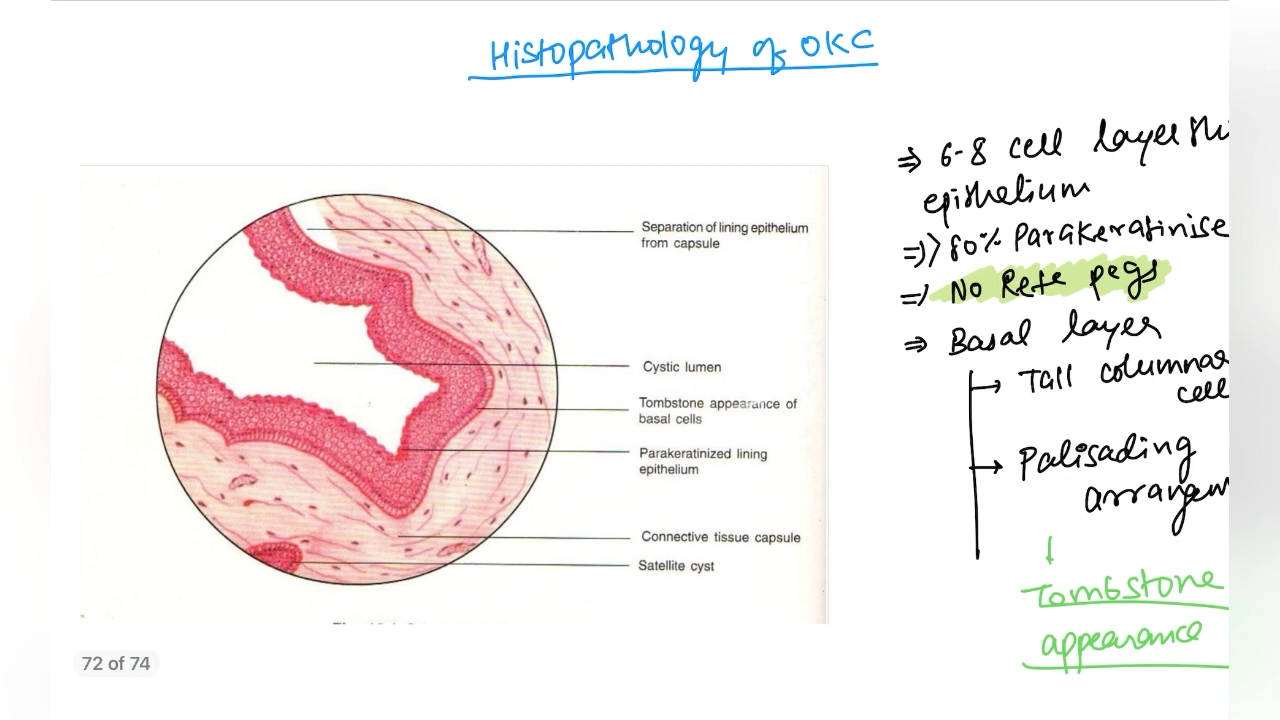 Histopathology of OKC
⇒ 6-8 cell layer thi
epithelium
⇒ > 80% Parakeratinise
⇒ No Rete pegs
⇒ Basal layer
→ Tall columnar
cell
→ Palisading
arrangem
↓
Tombstone
appearance
Separation of lining epithelium
from capsule
Cystic lumen
Tombstone appearance of
basal cells
Parakeratinized lining
epithelium
Connective tissue capsule
Satellite cyst
72 of 74